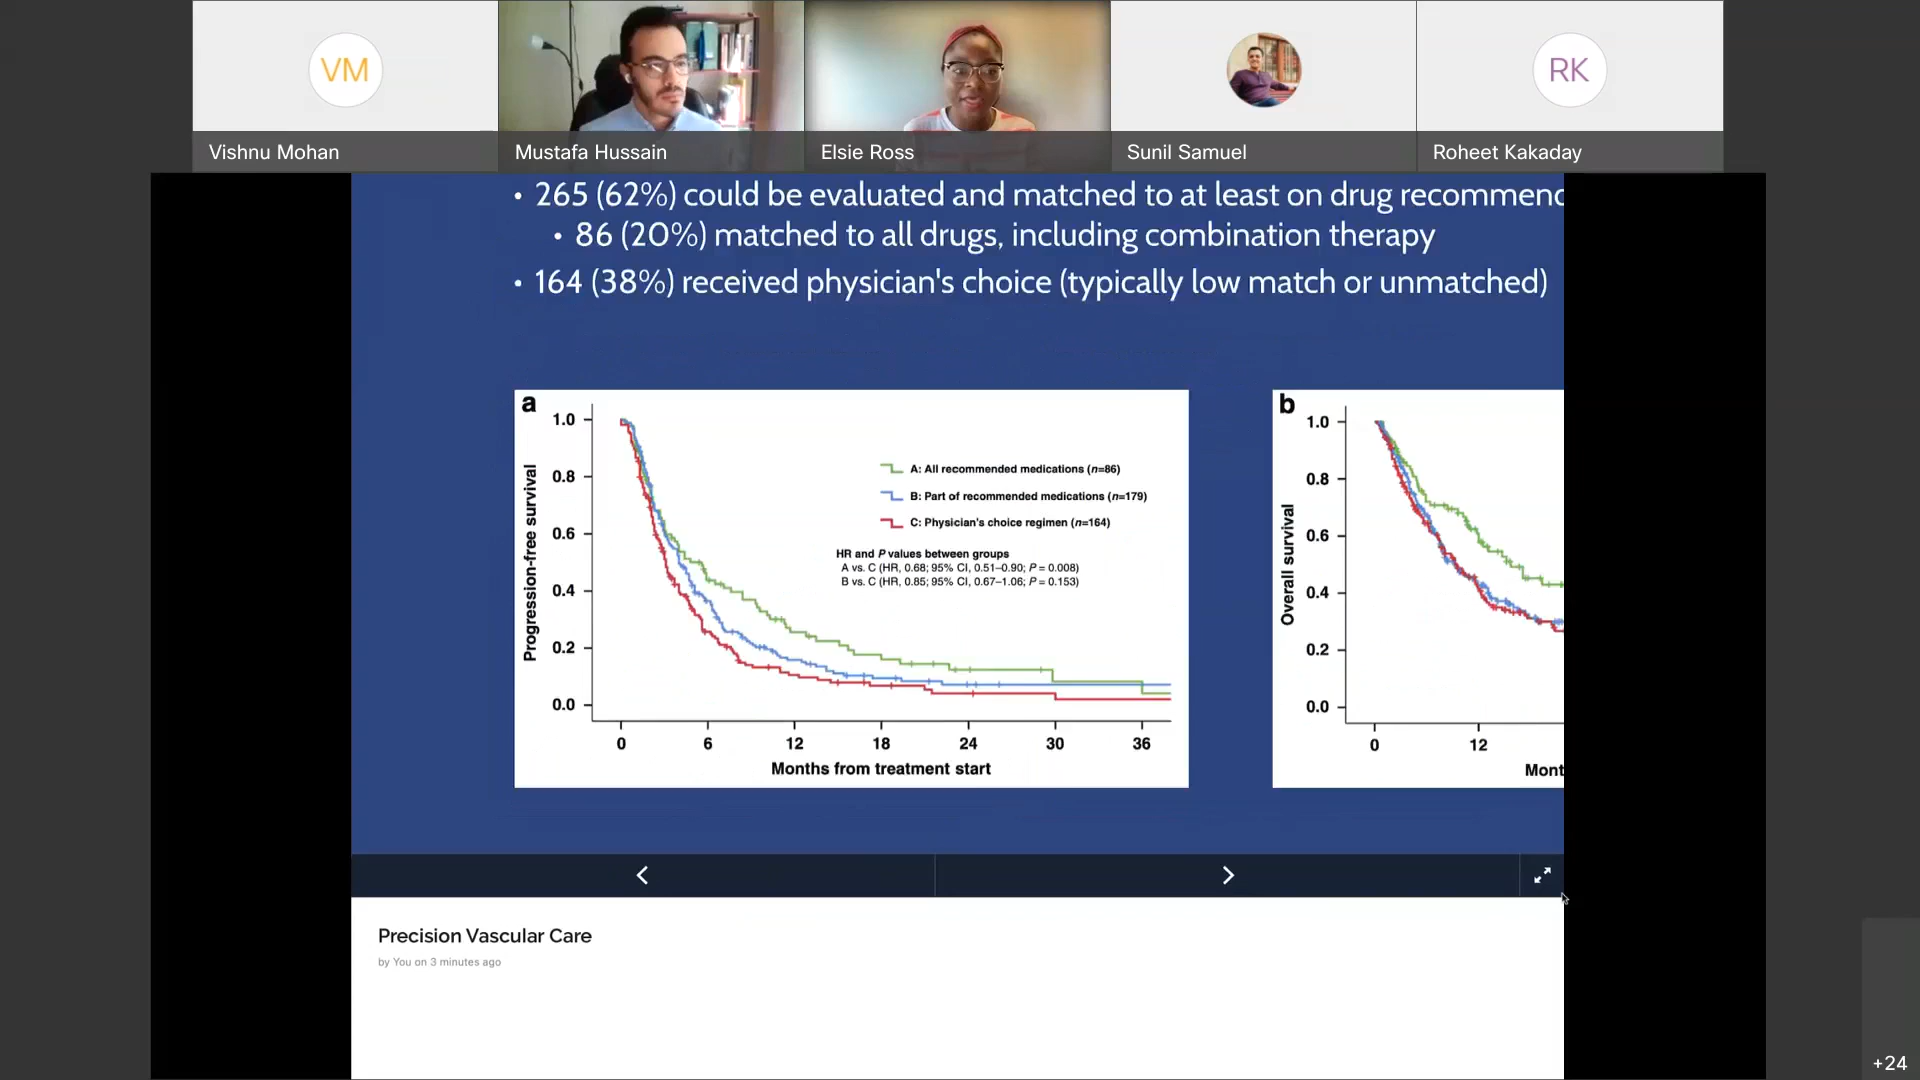 VM
RK
Vishnu Mohan
Mustafa Hussain
Elsie Ross
Sunil Samuel
Roheet Kakaday
• 265 (62%) could be evaluated and matched to at least on drug recommend
• 86 (20%) matched to all drugs, including combination therapy
• 164 (38%) received physician's choice (typically low match or unmatched)
a
1.0
0.8
0.6
0.4
0.2
0.0
Progression-free survival
A: All recommended medications (n=86)
B: Part of recommended medications (n=179)
C: Physician's choice regimen (n=164)
HR and P values between groups
A vs. C (HR, 0.68; 95% CI, 0.51–0.90; P = 0.008)
B vs. C (HR, 0.85; 95% CI, 0.67–1.06; P = 0.153)
0 6 12 18 24 30 36
Months from treatment start
b
1.0
0.8
0.6
0.4
0.2
0.0
Overall survival
0 12
Mont
Precision Vascular Care
by You on 3 minutes ago
+24